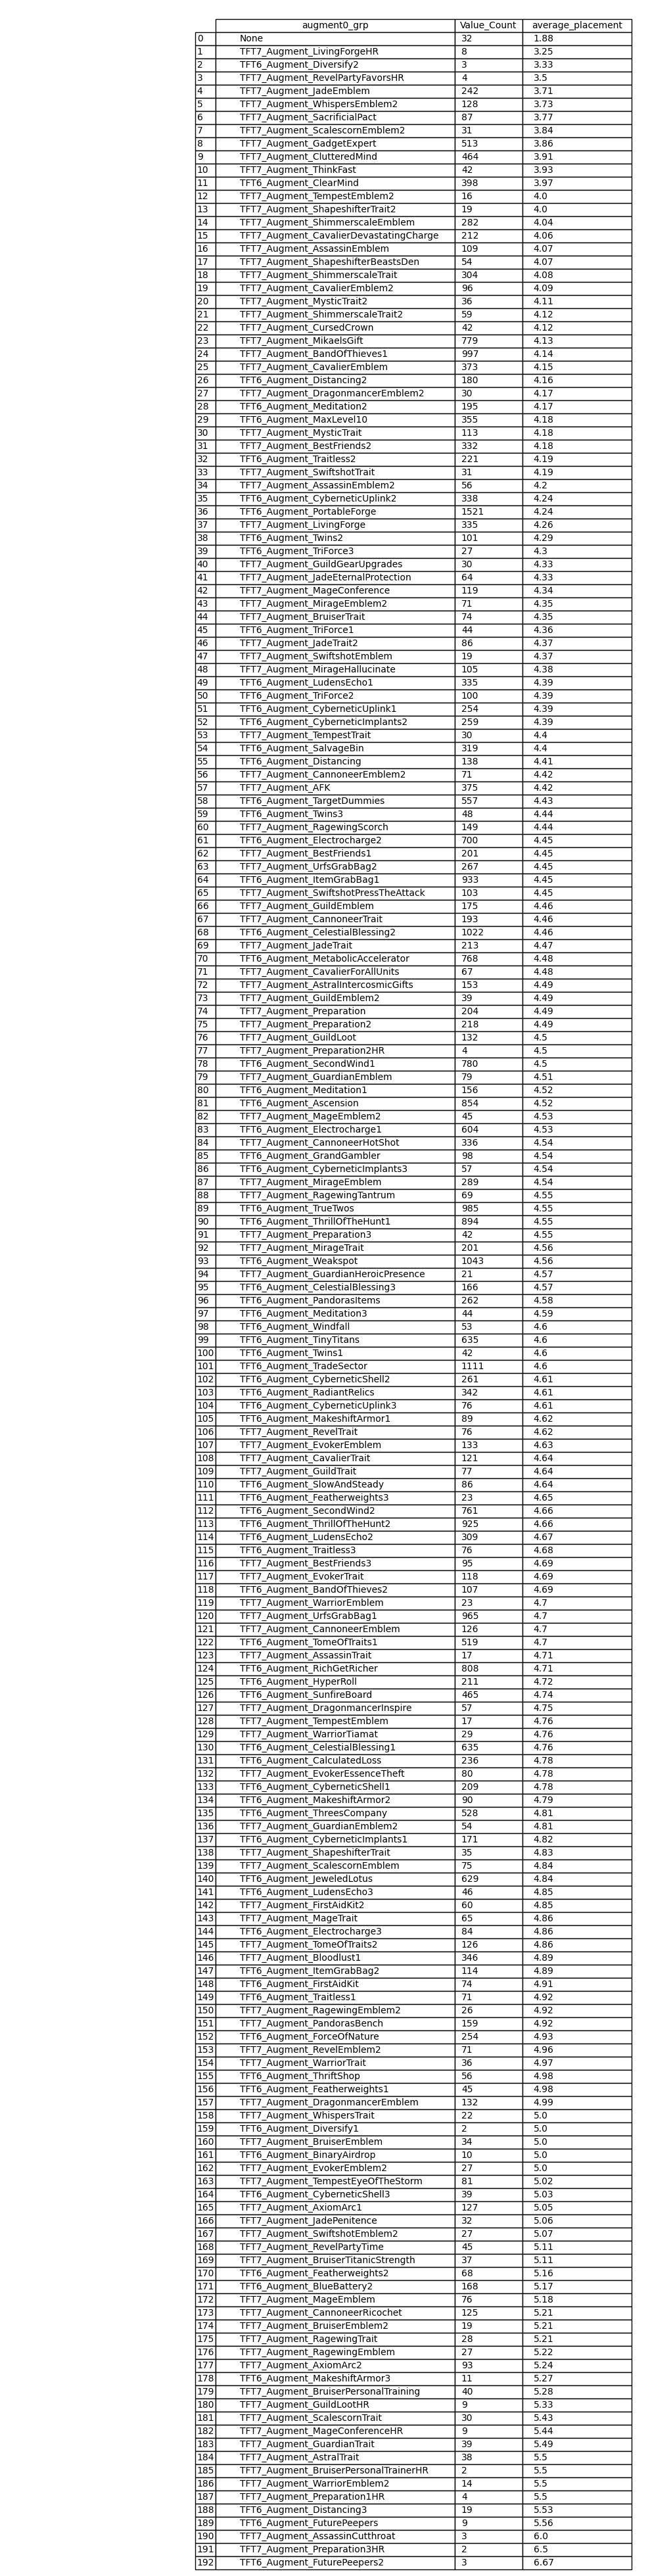 augment0_grp Value_Count average_placement
0 None 32 1.88
1 TFT7_Augment_LivingForgeHR 8 3.25
2 TFT6_Augment_Diversify2 3 3.33
3 TFT7_Augment_RevelPartyFavorsHR 4 3.5
4 TFT7_Augment_JadeEmblem 242 3.71
5 TFT7_Augment_WhispersEmblem2 128 3.73
6 TFT7_Augment_SacrificialPact 87 3.77
7 TFT7_Augment_ScalescornEmblem2 31 3.84
8 TFT7_Augment_GadgetExpert 513 3.86
9 TFT7_Augment_ClutteredMind 464 3.91
10 TFT7_Augment_ThinkFast 42 3.93
11 TFT6_Augment_ClearMind 398 3.97
12 TFT7_Augment_TempestEmblem2 16 4.0
13 TFT7_Augment_ShapeshifterTrait2 19 4.0
14 TFT7_Augment_ShimmerscaleEmblem 282 4.04
15 TFT7_Augment_CavalierDevastatingCharge 212 4.06
16 TFT7_Augment_AssassinEmblem 109 4.07
17 TFT7_Augment_ShapeshifterBeastsDen 54 4.07
18 TFT7_Augment_ShimmerscaleTrait 304 4.08
19 TFT7_Augment_CavalierEmblem2 96 4.09
20 TFT7_Augment_MysticTrait2 36 4.11
21 TFT7_Augment_ShimmerscaleTrait2 59 4.12
22 TFT7_Augment_CursedCrown 42 4.12
23 TFT7_Augment_MikaelsGift 779 4.13
24 TFT7_Augment_BandOfThieves1 997 4.14
25 TFT7_Augment_CavalierEmblem 373 4.15
26 TFT6_Augment_Distancing2 180 4.16
27 TFT7_Augment_DragonmancerEmblem2 30 4.17
28 TFT7_Augment_Meditation2 195 4.17
29 TFT6_Augment_MaxLevel10 355 4.18
30 TFT7_Augment_MysticTrait 113 4.18
31 TFT7_Augment_BestFriends2 332 4.18
32 TFT6_Augment_Traitless2 221 4.19
33 TFT7_Augment_SwiftshotTrait 31 4.19
34 TFT7_Augment_AssassinEmblem2 56 4.2
35 TFT6_Augment_CyberneticUplink2 338 4.24
36 TFT6_Augment_PortableForge 1521 4.24
37 TFT7_Augment_LivingForge 335 4.26
38 TFT6_Augment_Twins2 101 4.29
39 TFT6_Augment_TriForce3 27 4.3
40 TFT7_Augment_GuildGearUpgrades 30 4.33
41 TFT7_Augment_JadeEternalProtection 64 4.33
42 TFT7_Augment_MageConference 119 4.34
43 TFT7_Augment_MirageEmblem2 71 4.35
44 TFT7_Augment_BruiserTrait 74 4.35
45 TFT6_Augment_TriForce1 44 4.36
46 TFT7_Augment_JadeTrait2 86 4.37
47 TFT7_Augment_SwiftshotEmblem 19 4.37
48 TFT7_Augment_MirageHallucinate 105 4.38
49 TFT6_Augment_LudensEcho1 335 4.39
50 TFT6_Augment_TriForce2 100 4.39
51 TFT6_Augment_CyberneticUplink1 254 4.39
52 TFT6_Augment_CyberneticImplants2 259 4.39
53 TFT7_Augment_TempestTrait 30 4.4
54 TFT6_Augment_SalvageBin 319 4.4
55 TFT6_Augment_Distancing 138 4.41
56 TFT7_Augment_CannoneerEmblem2 71 4.42
57 TFT7_Augment_AFK 375 4.42
58 TFT6_Augment_TargetDummies 557 4.43
59 TFT6_Augment_Twins3 48 4.44
60 TFT7_Augment_RagewingScorch 149 4.44
61 TFT6_Augment_Electrocharge2 700 4.45
62 TFT7_Augment_BestFriends1 201 4.45
63 TFT7_Augment_UrfsGrabBag2 267 4.45
64 TFT6_Augment_ItemGrabBag1 933 4.45
65 TFT7_Augment_SwiftshotPressTheAttack 103 4.45
66 TFT7_Augment_GuildEmblem 175 4.46
67 TFT7_Augment_CannoneerTrait 193 4.46
68 TFT6_Augment_CelestialBlessing2 1022 4.46
69 TFT7_Augment_JadeTrait 213 4.47
70 TFT6_Augment_MetabolicAccelerator 768 4.48
71 TFT7_Augment_CavalierForAllUnits 67 4.48
72 TFT7_Augment_AstralIntercosmicGifts 153 4.49
73 TFT7_Augment_GuildEmblem2 39 4.49
74 TFT7_Augment_Preparation 204 4.49
75 TFT7_Augment_Preparation2 218 4.49
76 TFT7_Augment_GuildLoot 132 4.5
77 TFT7_Augment_Preparation2HR 4 4.5
78 TFT6_Augment_SecondWind1 780 4.5
79 TFT7_Augment_GuardianEmblem 79 4.51
80 TFT6_Augment_Meditation1 156 4.52
81 TFT6_Augment_Ascension 854 4.52
82 TFT7_Augment_MageEmblem2 45 4.53
83 TFT6_Augment_Electrocharge1 604 4.53
84 TFT7_Augment_CannoneerHotShot 336 4.54
85 TFT6_Augment_GrandGambler 98 4.54
86 TFT6_Augment_CyberneticImplants3 57 4.54
87 TFT7_Augment_MirageEmblem 289 4.54
88 TFT7_Augment_RagewingTantrum 69 4.55
89 TFT6_Augment_TrueTwos 985 4.55
90 TFT6_Augment_ThrillOfTheHunt1 894 4.55
91 TFT7_Augment_Preparation3 42 4.55
92 TFT7_Augment_MirageTrait 201 4.56
93 TFT6_Augment_Weakspot 1043 4.56
94 TFT7_Augment_GuardianHeroicPresence 21 4.57
95 TFT6_Augment_CelestialBlessing3 166 4.57
96 TFT6_Augment_PandorasItems 262 4.58
97 TFT6_Augment_Meditation3 44 4.59
98 TFT6_Augment_Windfall 53 4.6
99 TFT6_Augment_TinyTitans 635 4.6
100 TFT6_Augment_Twins1 42 4.6
101 TFT6_Augment_TradeSector 1111 4.6
102 TFT6_Augment_CyberneticShell2 261 4.61
103 TFT6_Augment_RadiantRelics 342 4.61
104 TFT6_Augment_CyberneticUplink3 76 4.61
105 TFT6_Augment_MakeshiftArmor1 89 4.62
106 TFT7_Augment_RevelTrait 76 4.62
107 TFT7_Augment_EvokerEmblem 133 4.63
108 TFT7_Augment_CavalierTrait 121 4.64
109 TFT7_Augment_GuildTrait 77 4.64
110 TFT6_Augment_SlowAndSteady 86 4.64
111 TFT6_Augment_Featherweights3 23 4.65
112 TFT6_Augment_SecondWind2 761 4.66
113 TFT6_Augment_ThrillOfTheHunt2 925 4.66
114 TFT6_Augment_LudensEcho2 309 4.67
115 TFT6_Augment_Traitless3 76 4.68
116 TFT7_Augment_BestFriends3 95 4.69
117 TFT7_Augment_EvokerTrait 118 4.69
118 TFT6_Augment_BandOfThieves2 107 4.69
119 TFT7_Augment_WarriorEmblem 23 4.7
120 TFT7_Augment_UrfsGrabBag1 965 4.7
121 TFT7_Augment_CannoneerEmblem 126 4.7
122 TFT6_Augment_TomeOfTraits1 519 4.7
123 TFT7_Augment_AssassinTrait 17 4.71
124 TFT6_Augment_RichGetRicher 808 4.71
125 TFT6_Augment_HyperRoll 211 4.72
126 TFT6_Augment_SunfireBoard 465 4.74
127 TFT7_Augment_DragonmancerInspire 57 4.75
128 TFT7_Augment_TempestEmblem 17 4.76
129 TFT7_Augment_WarriorTiamat 29 4.76
130 TFT6_Augment_CelestialBlessing1 635 4.76
131 TFT6_Augment_CalculatedLoss 236 4.78
132 TFT7_Augment_EvokerEssenceTheft 80 4.78
133 TFT6_Augment_CyberneticShell1 209 4.78
134 TFT6_Augment_MakeshiftArmor2 90 4.79
135 TFT6_Augment_ThreesCompany 528 4.81
136 TFT7_Augment_GuardianEmblem2 54 4.81
137 TFT6_Augment_CyberneticImplants1 171 4.82
138 TFT7_Augment_ShapeshifterTrait 35 4.83
139 TFT7_Augment_ScalescornEmblem 75 4.84
140 TFT6_Augment_JeweledLotus 629 4.84
141 TFT6_Augment_LudensEcho3 46 4.85
142 TFT7_Augment_FirstAidKit2 60 4.85
143 TFT7_Augment_MageTrait 65 4.86
144 TFT6_Augment_Electrocharge3 84 4.86
145 TFT7_Augment_TomeOfTraits2 126 4.86
146 TFT7_Augment_Bloodlust1 346 4.89
147 TFT6_Augment_ItemGrabBag2 114 4.89
148 TFT6_Augment_FirstAidKit 74 4.91
149 TFT6_Augment_Traitless1 71 4.92
150 TFT7_Augment_RagewingEmblem2 26 4.92
151 TFT7_Augment_PandorasBench 159 4.92
152 TFT6_Augment_ForceOfNature 254 4.93
153 TFT7_Augment_RevelEmblem2 71 4.96
154 TFT7_Augment_WarriorTrait 36 4.97
155 TFT6_Augment_ThriftShop 56 4.98
156 TFT6_Augment_Featherweights1 45 4.98
157 TFT7_Augment_DragonmancerEmblem 132 4.99
158 TFT7_Augment_WhispersTrait 22 5.0
159 TFT6_Augment_Diversify1 2 5.0
160 TFT7_Augment_BruiserEmblem 34 5.0
161 TFT6_Augment_BinaryAirdrop 10 5.0
162 TFT7_Augment_EvokerEmblem2 27 5.0
163 TFT7_Augment_TempestEyeOfTheStorm 81 5.02
164 TFT6_Augment_CyberneticShell3 39 5.03
165 TFT7_Augment_AxiomArc1 127 5.05
166 TFT7_Augment_JadePenitence 32 5.06
167 TFT7_Augment_SwiftshotEmblem2 27 5.07
168 TFT7_Augment_RevelPartyTime 45 5.11
169 TFT7_Augment_BruiserTitanicStrength 37 5.11
170 TFT6_Augment_Featherweights2 68 5.16
171 TFT6_Augment_BlueBattery2 168 5.17
172 TFT7_Augment_MageEmblem 76 5.18
173 TFT7_Augment_CannoneerRicochet 125 5.21
174 TFT7_Augment_BruiserEmblem2 19 5.21
175 TFT7_Augment_RagewingTrait 28 5.21
176 TFT7_Augment_RagewingEmblem 27 5.22
177 TFT7_Augment_AxiomArc2 93 5.24
178 TFT6_Augment_MakeshiftArmor3 11 5.27
179 TFT7_Augment_BruiserPersonalTraining 40 5.28
180 TFT7_Augment_GuildLootHR 9 5.33
181 TFT7_Augment_ScalescornTrait 30 5.43
182 TFT7_Augment_MageConferenceHR 9 5.44
183 TFT7_Augment_GuardianTrait 39 5.49
184 TFT7_Augment_AstralTrait 38 5.5
185 TFT7_Augment_BruiserPersonalTrainerHR 2 5.5
186 TFT7_Augment_WarriorEmblem2 14 5.5
187 TFT7_Augment_Preparation1HR 4 5.5
188 TFT6_Augment_Distancing3 19 5.53
189 TFT6_Augment_FuturePeepers 9 5.56
190 TFT7_Augment_AssassinCutthroat 3 6.0
191 TFT7_Augment_Preparation3HR 2 6.5
192 TFT6_Augment_FuturePeepers2 3 6.67